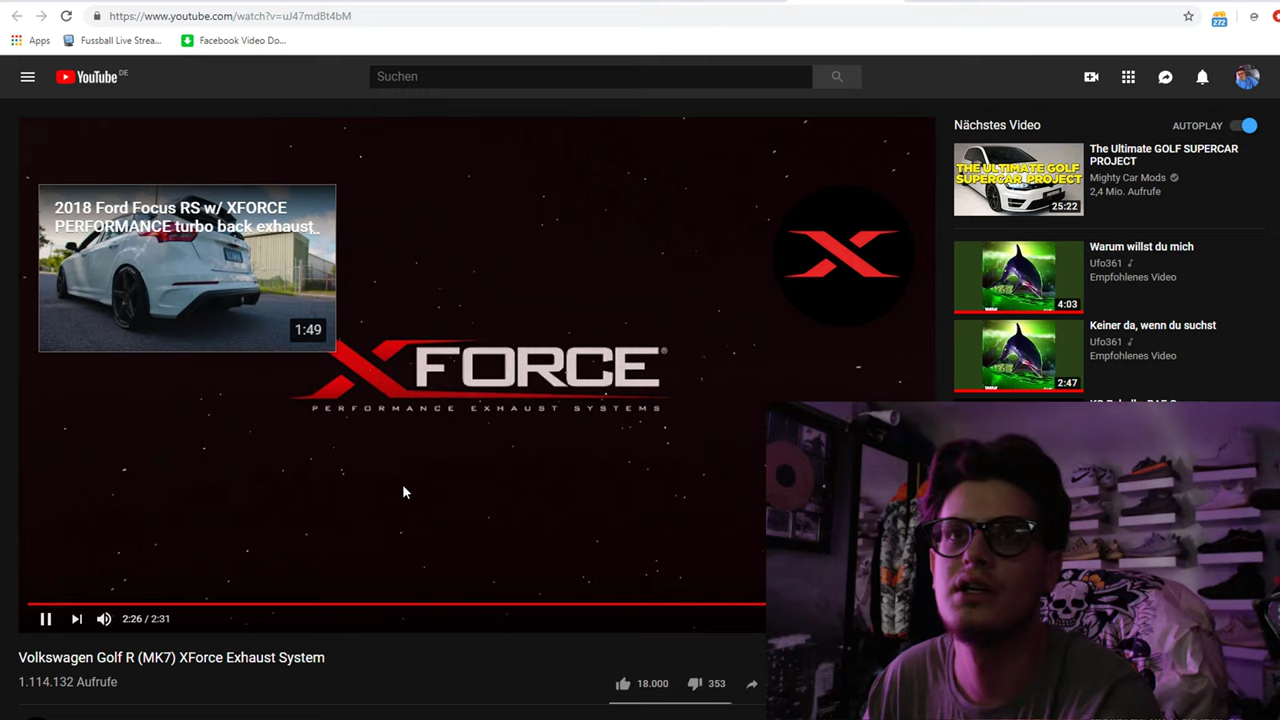 https://www.youtube.com/watch?v=uJ47mdBt4bM
272
Apps
Fussball Live Strea...
Facebook Video Do...
YouTube DE
Suchen
2018 Ford Focus RS w/ XFORCE
PERFORMANCE turbo back exhaust..
1:49
XFORCE®
PERFORMANCE EXHAUST SYSTEMS
2:26 / 2:31
Volkswagen Golf R (MK7) XForce Exhaust System
1.114.132 Aufrufe
18.000
353
Nächstes Video
AUTOPLAY
THE ULTIMATE GOLF
SUPERCAR PROJECT
25:22
The Ultimate GOLF SUPERCAR
PROJECT
Mighty Car Mods
2,4 Mio. Aufrufe
4:03
Warum willst du mich
Ufo361
Empfohlenes Video
2:47
Keiner da, wenn du suchst
Ufo361
Empfohlenes Video